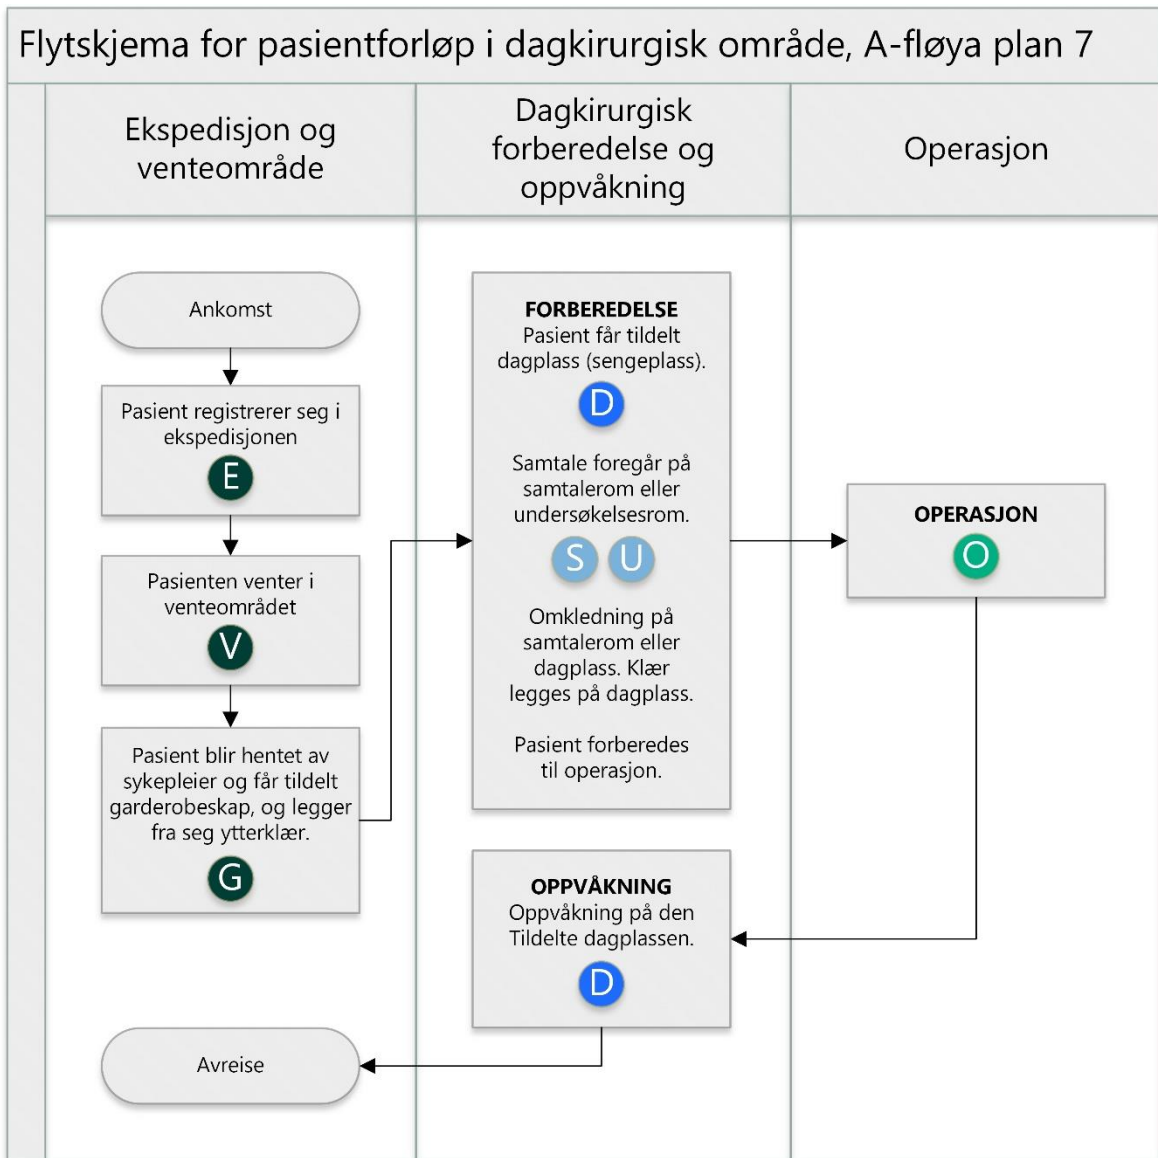 Flytskjema for pasientforløp i dagkirurgisk område, A-fløya plan 7
Ekspedisjon og
venteområde
Dagkirurgisk
forberedelse og
oppvåkning
Operasjon
Ankomst
Pasient registrerer seg i
ekspedisjonen
E
Pasienten venter i
venteområdet
V
Pasient blir hentet av
sykepleier og får tildelt
garderobeskap, og legger
fra seg ytterklær.
G
FORBEREDELSE
Pasient får tildelt
dagplass (sengeplass).
D
Samtale foregår på
samtalerom eller
undersøkelsesrom.
S U
Omkledning på
samtalerom eller
dagplass. Klær
legges på dagplass.
Pasient forberedes
til operasjon.
OPERASJON
O
OPPVÅKNING
Oppvåkning på den
Tildelte dagplassen.
D
Avreise